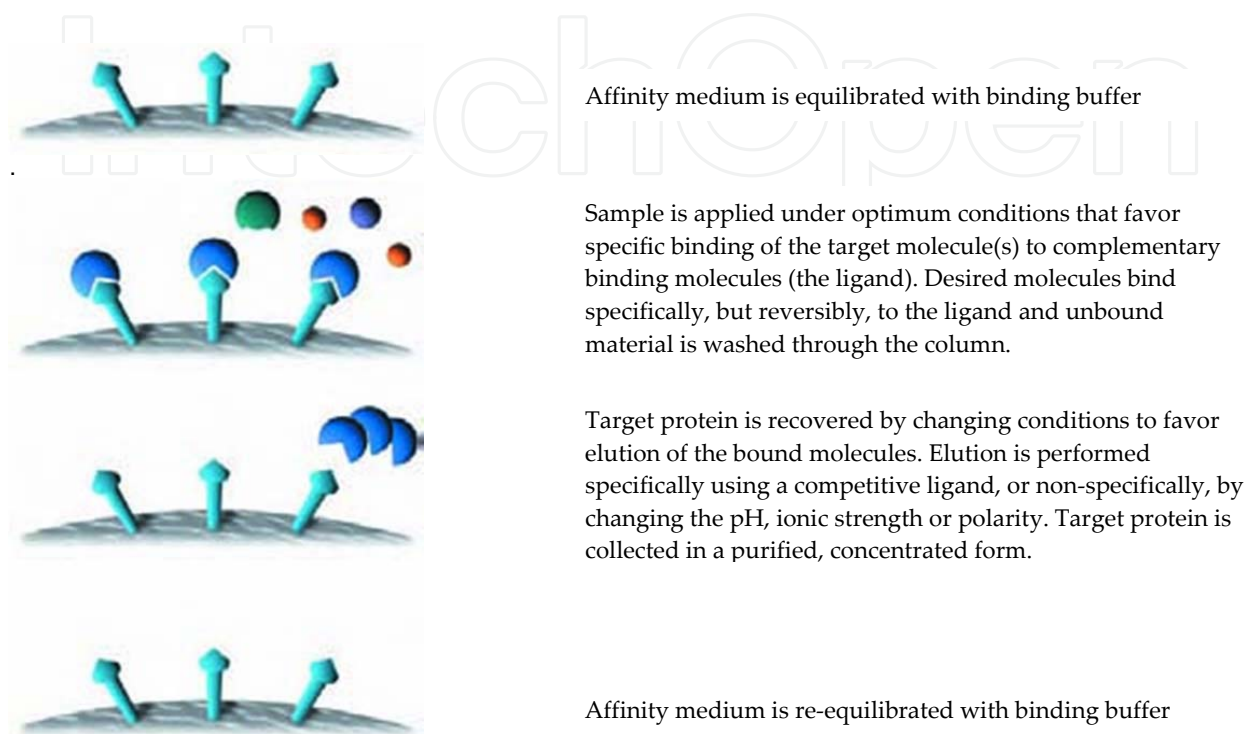 IntechOpen
Affinity medium is equilibrated with binding buffer
.
Sample is applied under optimum conditions that favor
specific binding of the target molecule(s) to complementary
binding molecules (the ligand). Desired molecules bind
specifically, but reversibly, to the ligand and unbound
material is washed through the column.
Target protein is recovered by changing conditions to favor
elution of the bound molecules. Elution is performed
specifically using a competitive ligand, or non-specifically, by
changing the pH, ionic strength or polarity. Target protein is
collected in a purified, concentrated form.
Affinity medium is re-equilibrated with binding buffer